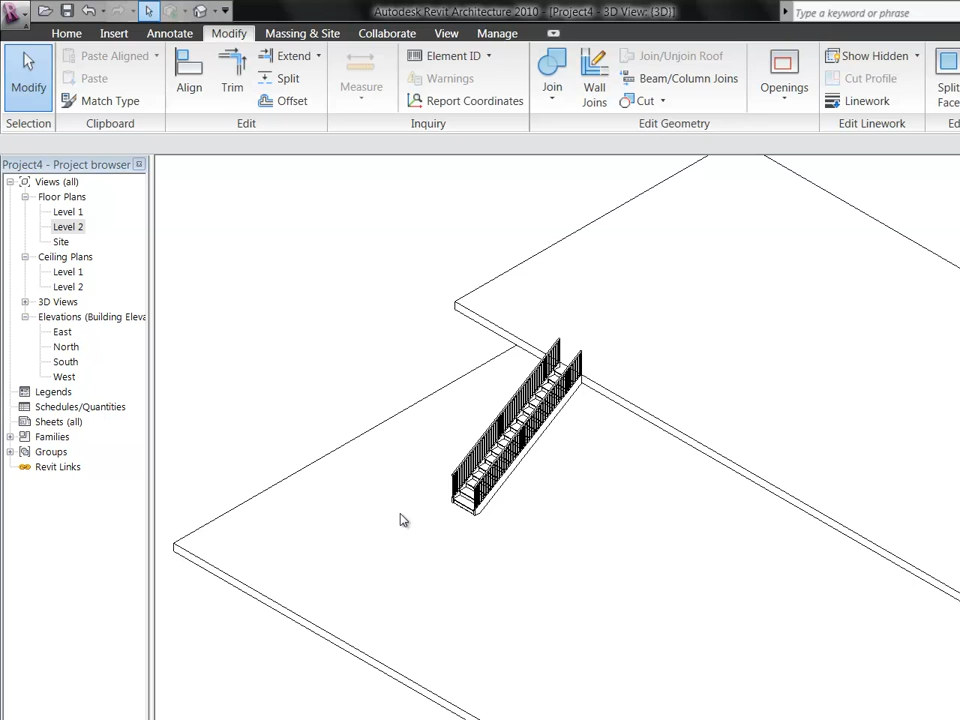 Autodesk Revit Architecture 2010 - [Project4 - 3D View: {3D}]
Type a keyword or phrase
Home Insert Annotate Modify Massing & Site Collaborate View Manage
Modify
Selection
Paste Aligned
Paste
Match Type
Clipboard
Align
Trim
Extend
Split
Offset
Edit
Measure
Element ID
Warnings
Report Coordinates
Inquiry
Join
Wall
Joins
Join/Unjoin Roof
Beam/Column Joins
Cut
Openings
Edit Geometry
Show Hidden
Cut Profile
Linework
Edit Linework
Split
Face
Ed
Project4 - Project browser
Views (all)
Floor Plans
Level 1
Level 2
Site
Ceiling Plans
Level 1
Level 2
3D Views
Elevations (Building Eleva
East
North
South
West
Legends
Schedules/Quantities
Sheets (all)
Families
Groups
Revit Links